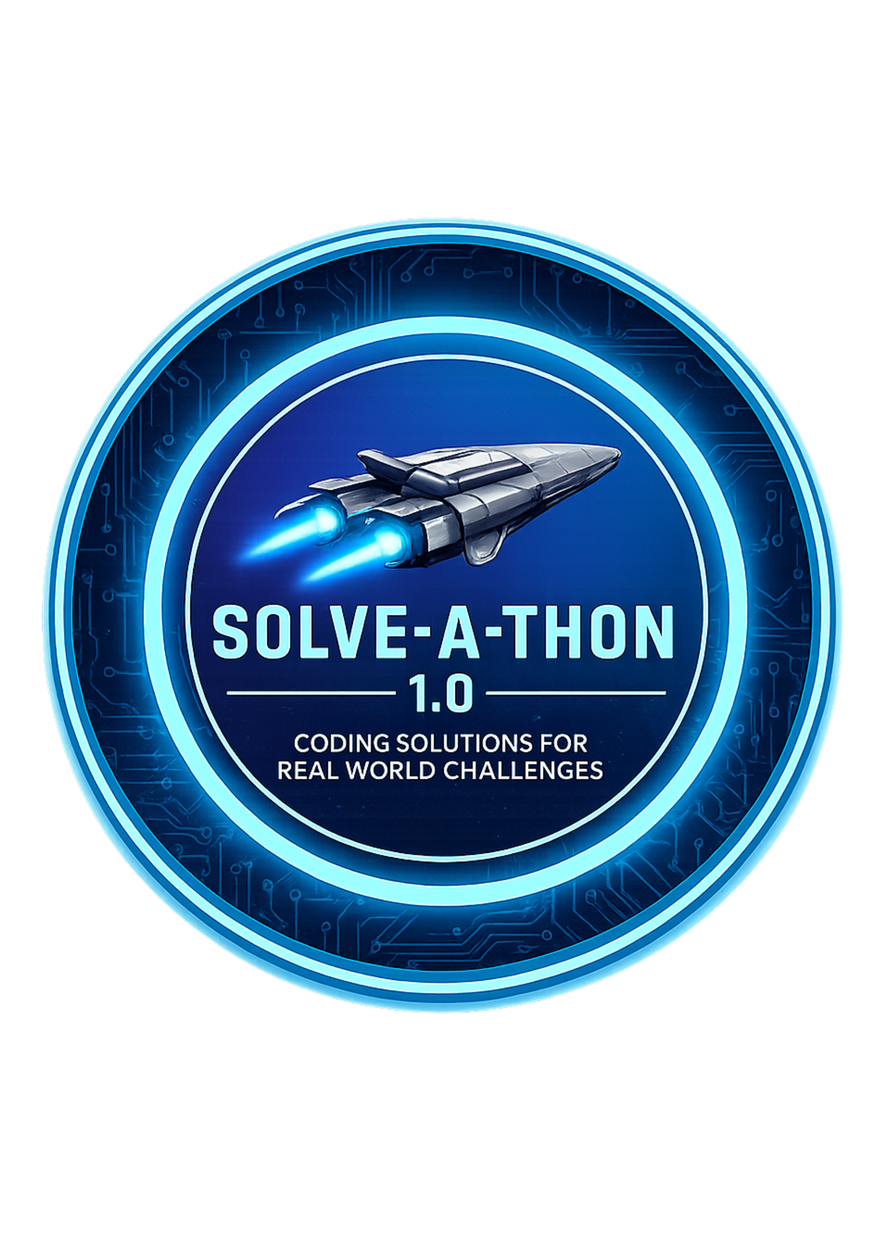 SOLVE-A-THON
1.0
CODING SOLUTIONS FOR
REAL WORLD CHALLENGES